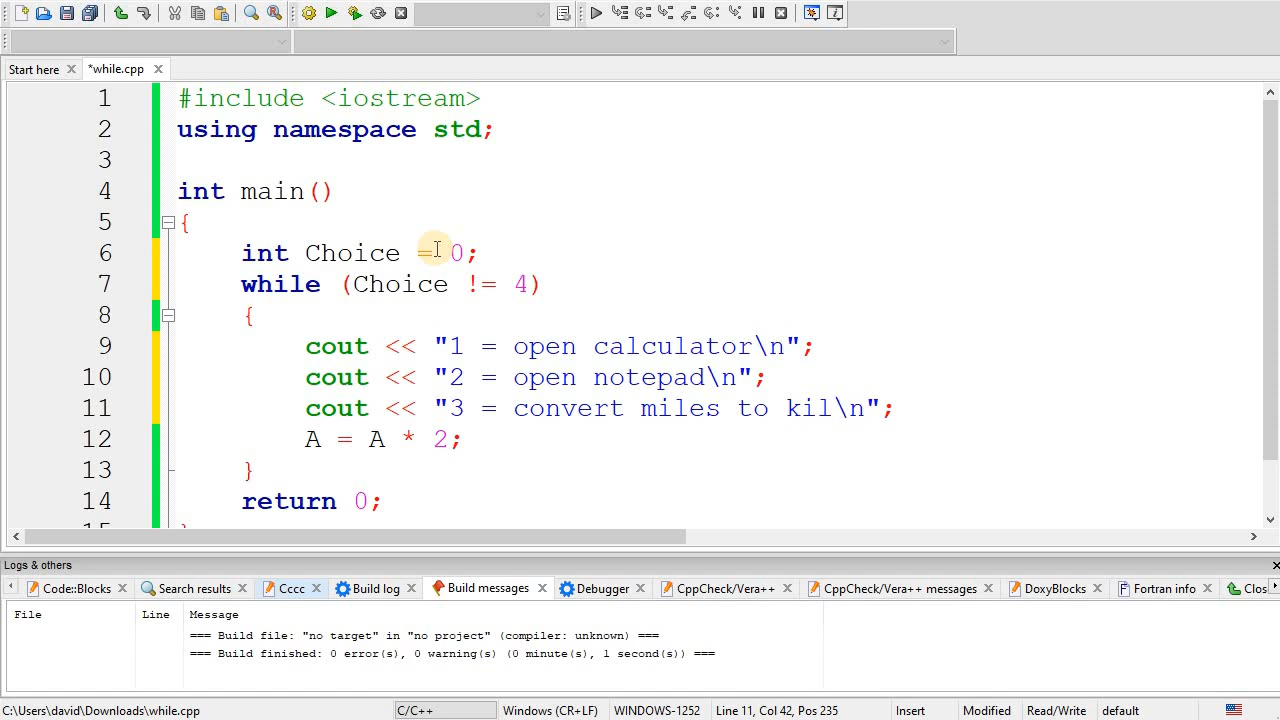 Start here
*while.cpp
1 #include <iostream>
2 using namespace std;
3
4 int main()
5 {
6 int Choice = 0;
7 while (Choice != 4)
8 {
9 cout << "1 = open calculator\n";
10 cout << "2 = open notepad\n";
11 cout << "3 = convert miles to kil\n";
12 A = A * 2;
13 }
14 return 0;
Logs & others
Code::Blocks Search results Cccc Build log Build messages Debugger CppCheck/Vera++ CppCheck/Vera++ messages DoxyBlocks Fortran info Clos
File Line Message
=== Build file: "no target" in "no project" (compiler: unknown) ===
=== Build finished: 0 error(s), 0 warning(s) (0 minute(s), 1 second(s)) ===
C:\Users\david\Downloads\while.cpp C/C++ Windows (CR+LF) WINDOWS-1252 Line 11, Col 42, Pos 235 Insert Modified Read/Write default